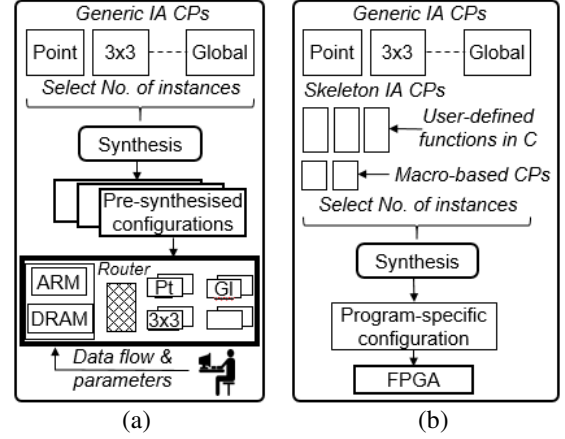 Generic IA CPs
Point 3x3 Global
Select No. of instances
Synthesis
Pre-synthesised
configurations
Router
ARM Pt Gl
DRAM 3x3
Data flow &
parameters
(a)
Generic IA CPs
Point 3x3 Global
Skeleton IA CPs
User-defined
functions in C
Macro-based CPs
Select No. of instances
Synthesis
Program-specific
configuration
FPGA
(b)